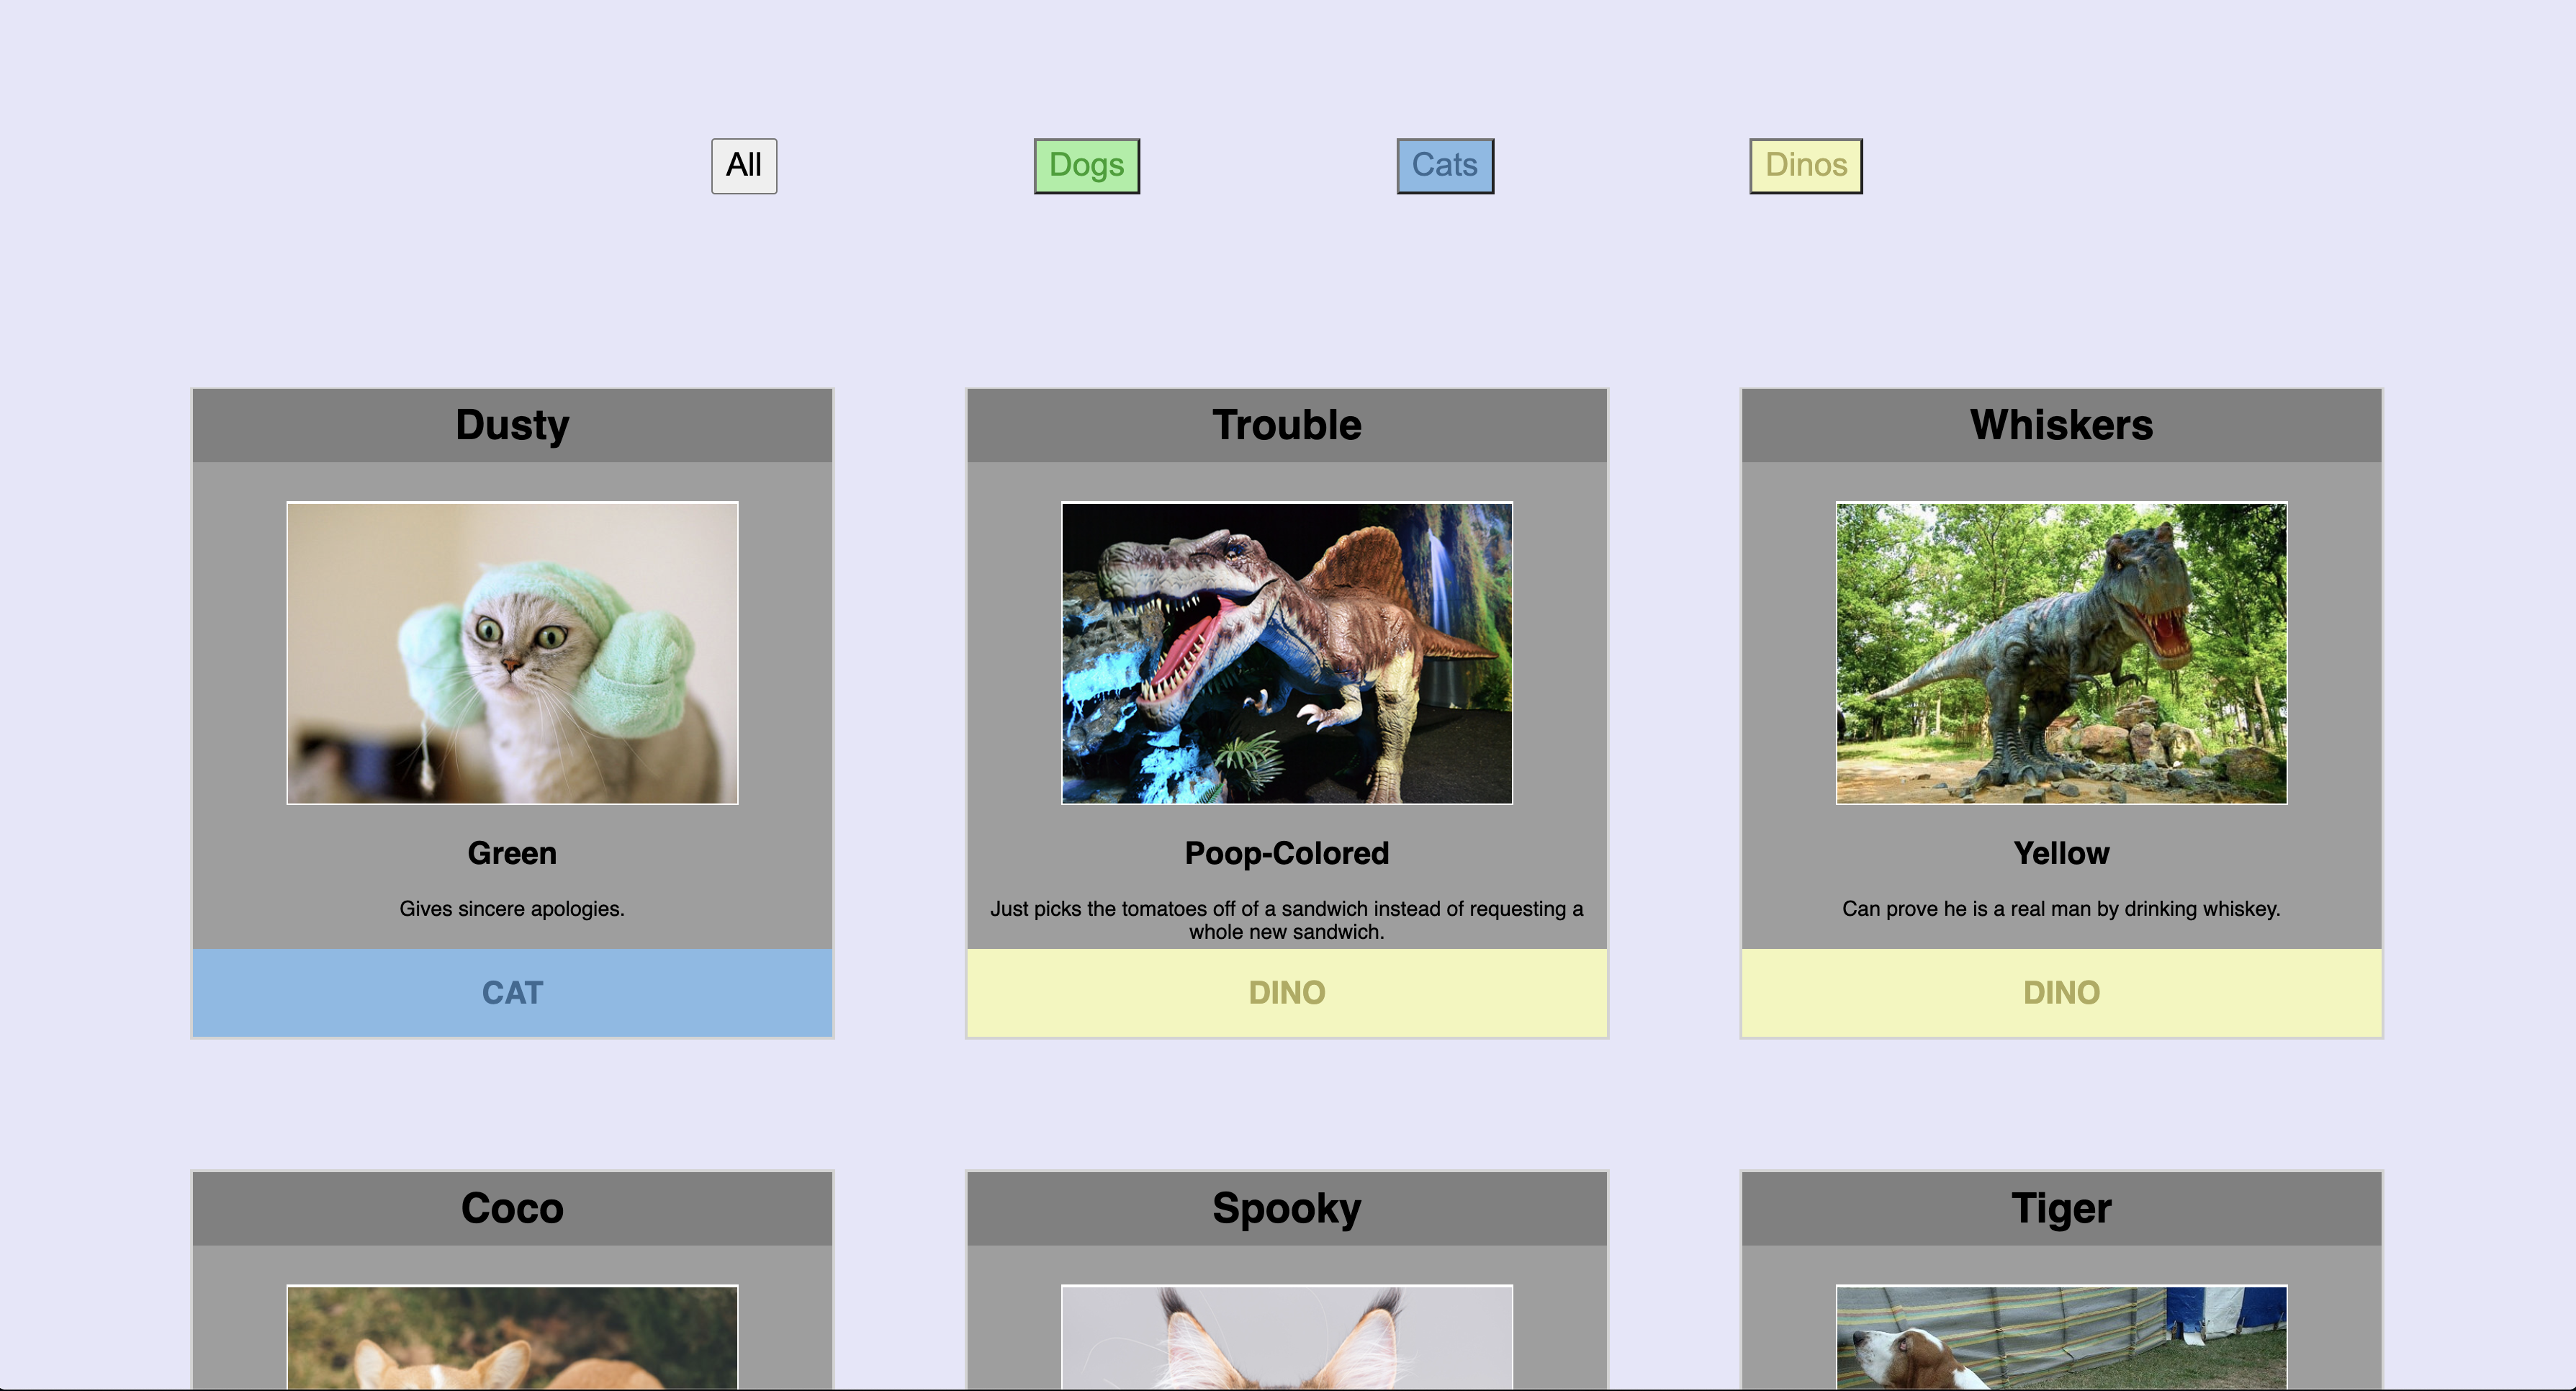 All
Dogs
Cats
Dinos
Dusty
Trouble
Whiskers
Green
Poop-Colored
Yellow
Gives sincere apologies.
Just picks the tomatoes off of a sandwich instead of requesting a
whole new sandwich.
Can prove he is a real man by drinking whiskey.
CAT
DINO
DINO
Coco
Spooky
Tiger